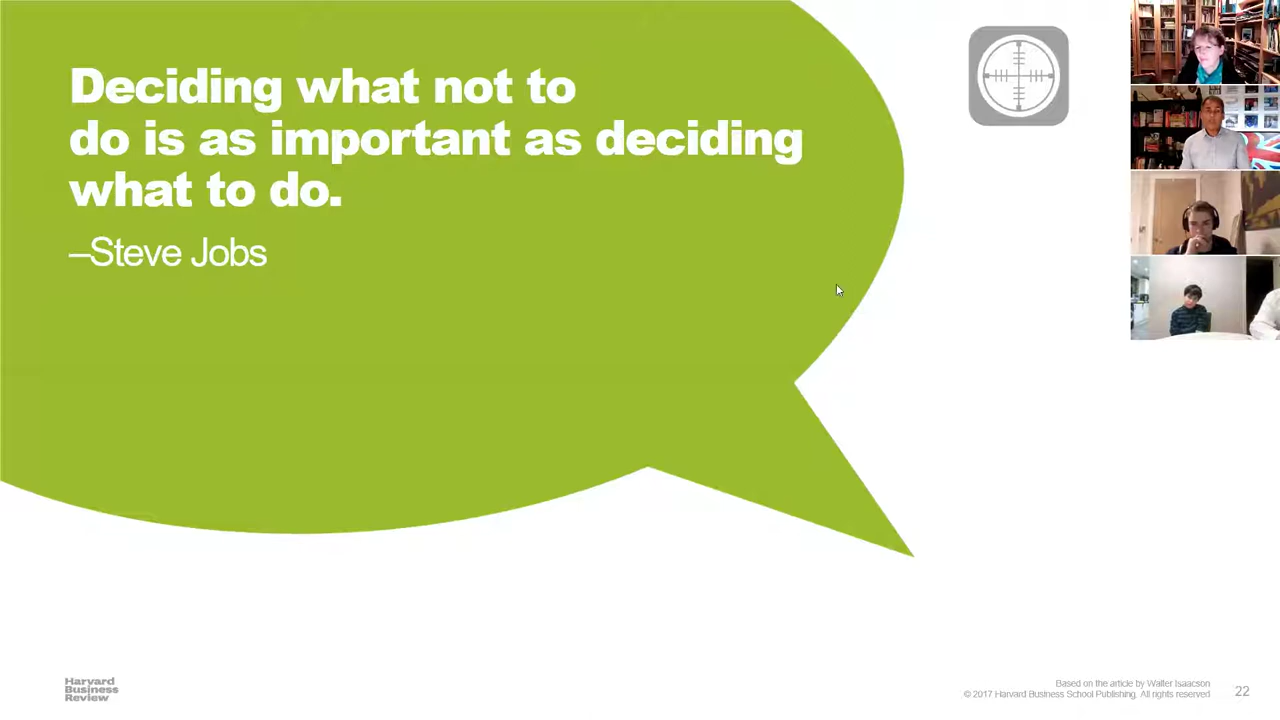 Deciding what not to
do is as important as deciding
what to do.
–Steve Jobs
Harvard
Business
Review
Based on the article by Walter Isaacson
© 2017 Harvard Business School Publishing. All rights reserved
22